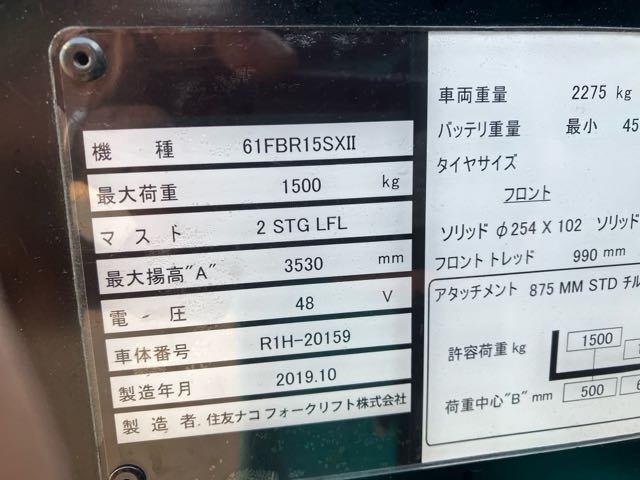 機 種 61FBR15SXII
最大荷重 1500 kg
マ ス ト 2 STG LFL
最大揚高"A" 3530 mm
電・圧 48 V
車体番号 R1H-20159
製造年月 2019.10
製 造 者 住友ナコ フォークリフト株式会社
車両重量 2275 kg
バッテリ重量 最小 45
タイヤサイズ
フロント
ソリッド φ254 X 102 ソリッド
フロント トレッド 990 mm
アタッチメント 875 MM STD チル
許容荷重 kg 1500
荷重中心"B" mm 500